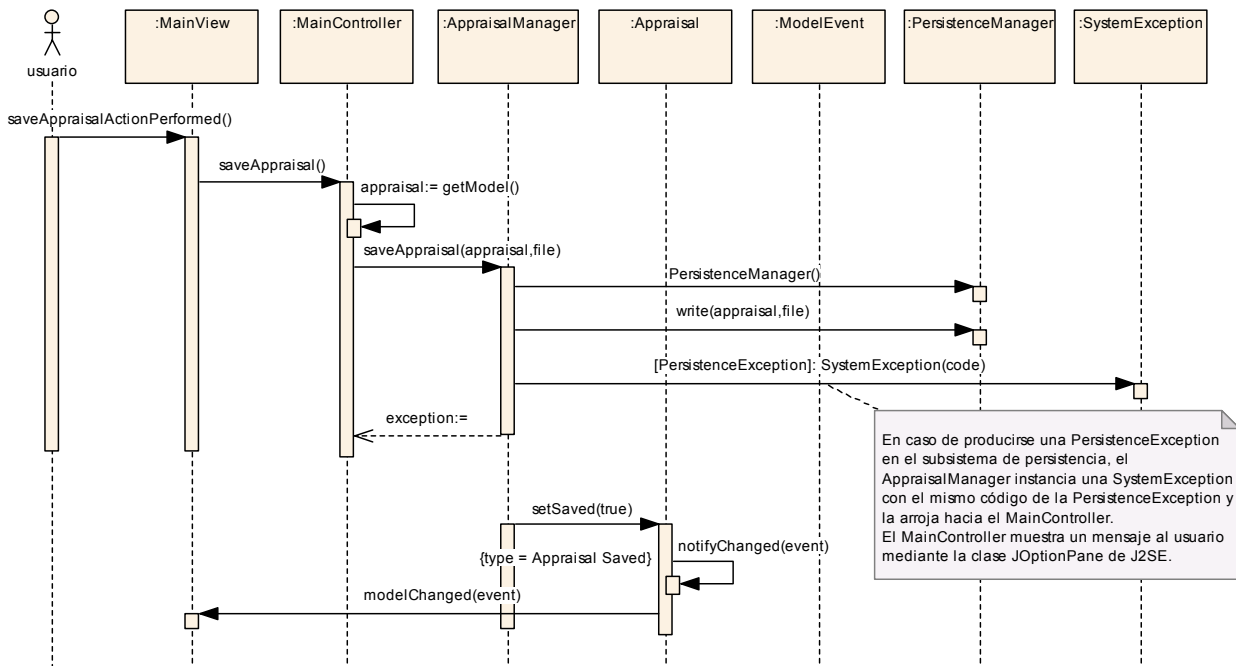 :MainView
:MainController
:AppraisalManager
:Appraisal
:ModelEvent
:PersistenceManager
:SystemException
usuario
saveAppraisalActionPerformed()
saveAppraisal()
appraisal:= getModel()
saveAppraisal(appraisal,file)
PersistenceManager()
write(appraisal,file)
[PersistenceException]: SystemException(code)
exception:=
En caso de producirse una PersistenceException
en el subsistema de persistencia, el
AppraisalManager instancia una SystemException
con el mismo código de la PersistenceException y
la arroja hacia el MainController.
El MainController muestra un mensaje al usuario
mediante la clase JOptionPane de J2SE.
setSaved(true)
{type = Appraisal Saved}
notifyChanged(event)
modelChanged(event)